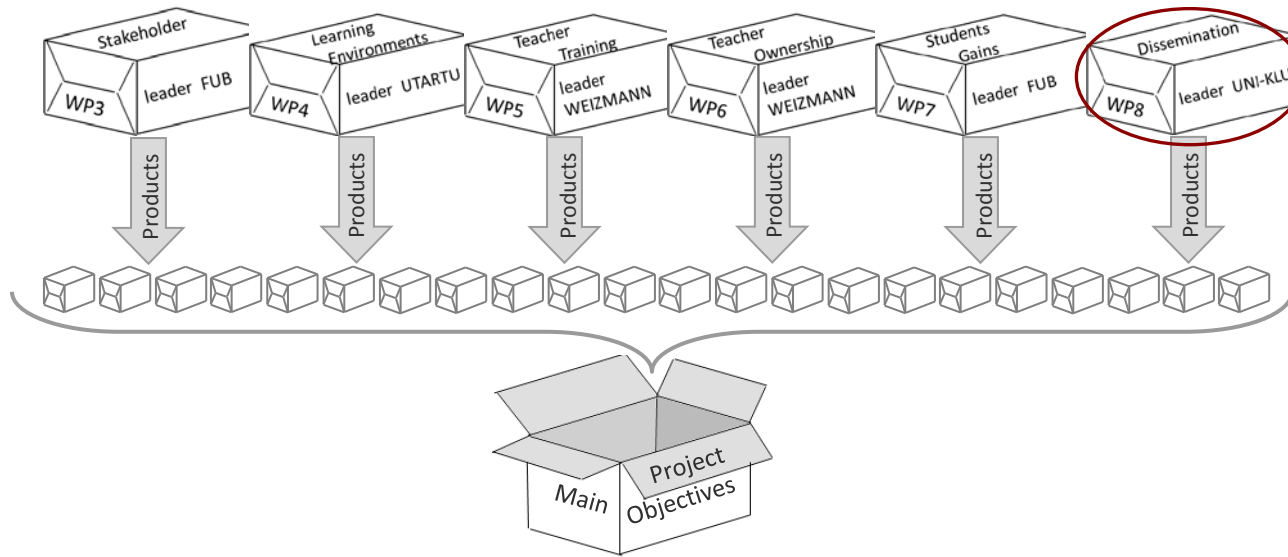 Stakeholder
WP3
leader FUB
Learning
Environments
WP4
leader UTARTU
Teacher
Training
WP5
leader
WEIZMANN
Teacher
Ownership
WP6
leader
WEIZMANN
Students
Gains
WP7
leader FUB
Dissemination
WP8
leader UNI-KLU
Products
Products
Products
Products
Products
Products
Main Project
Objectives